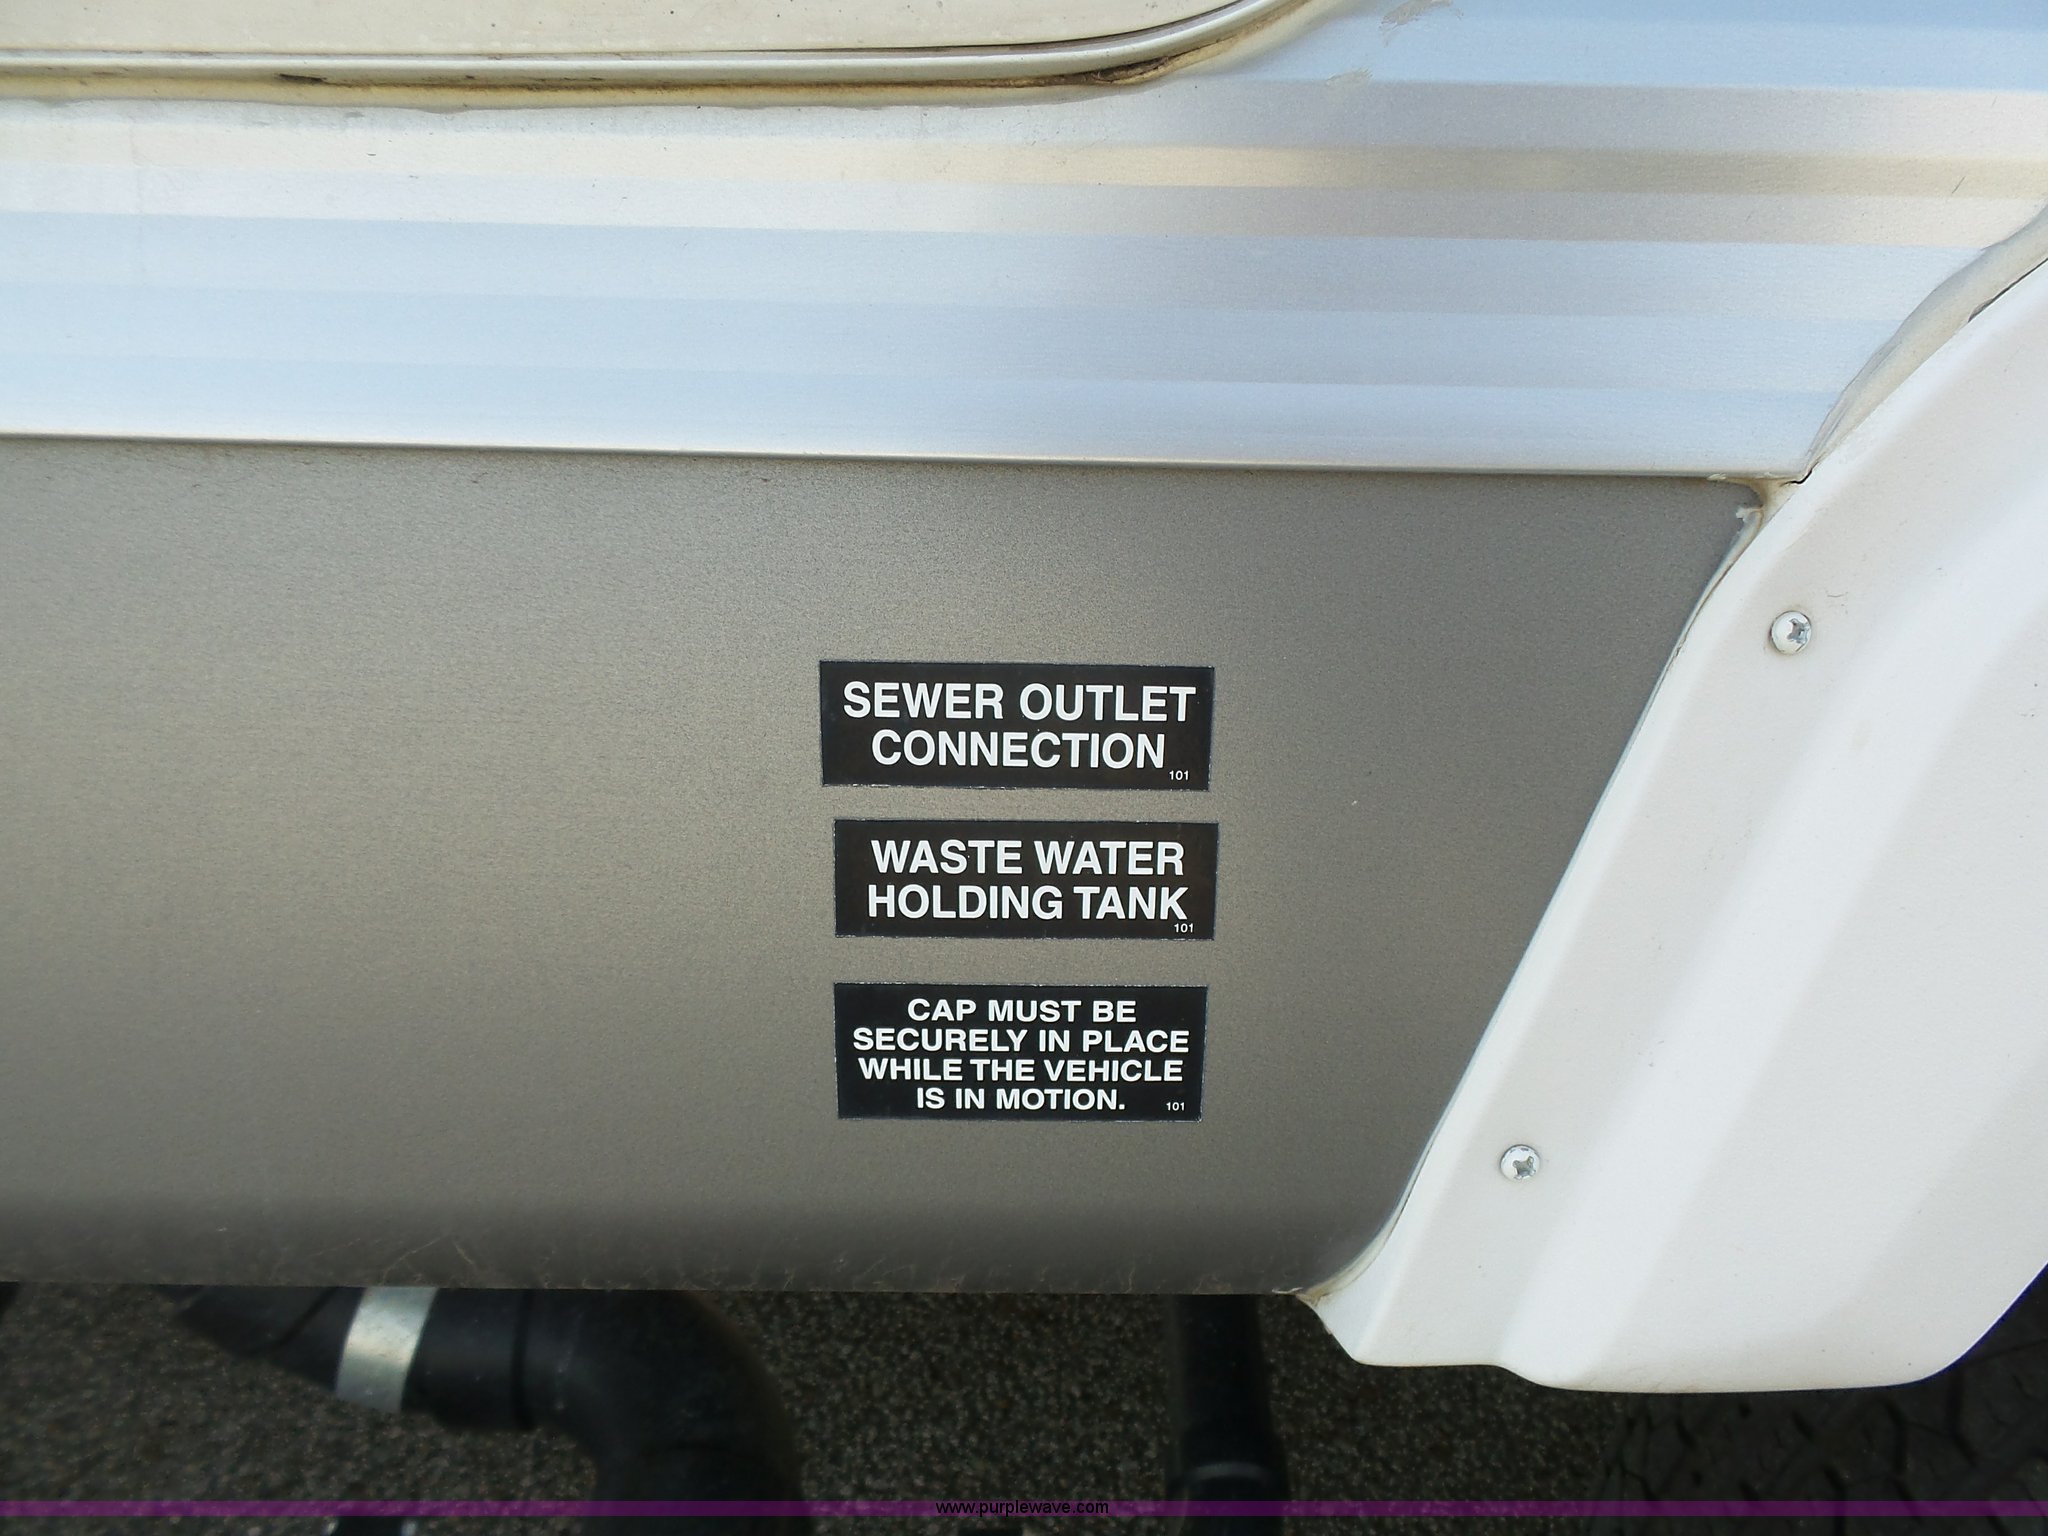 SEWER OUTLET
CONNECTION
101
WASTE WATER
HOLDING TANK
101
CAP MUST BE
SECURELY IN PLACE
WHILE THE VEHICLE
IS IN MOTION.
101
www.purplewave.com